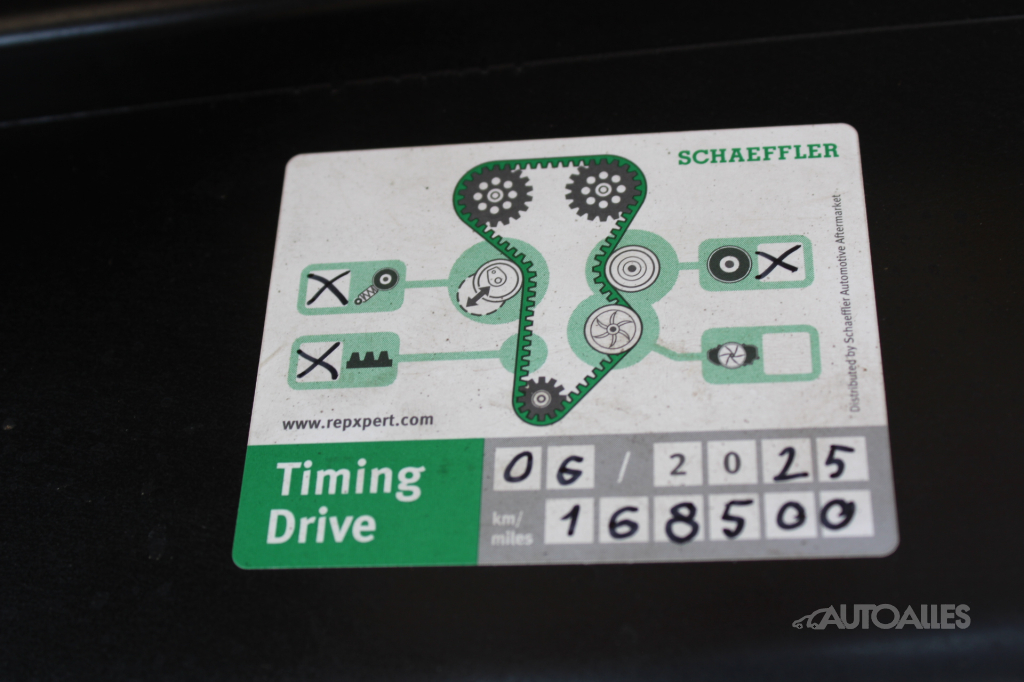 SCHAEFFLER
X
X
X
Distributed by Schaeffler Automotive Aftermarket
www.repxpert.com
Timing
Drive
06 / 2025
km/
miles
168500
AUTOALLES